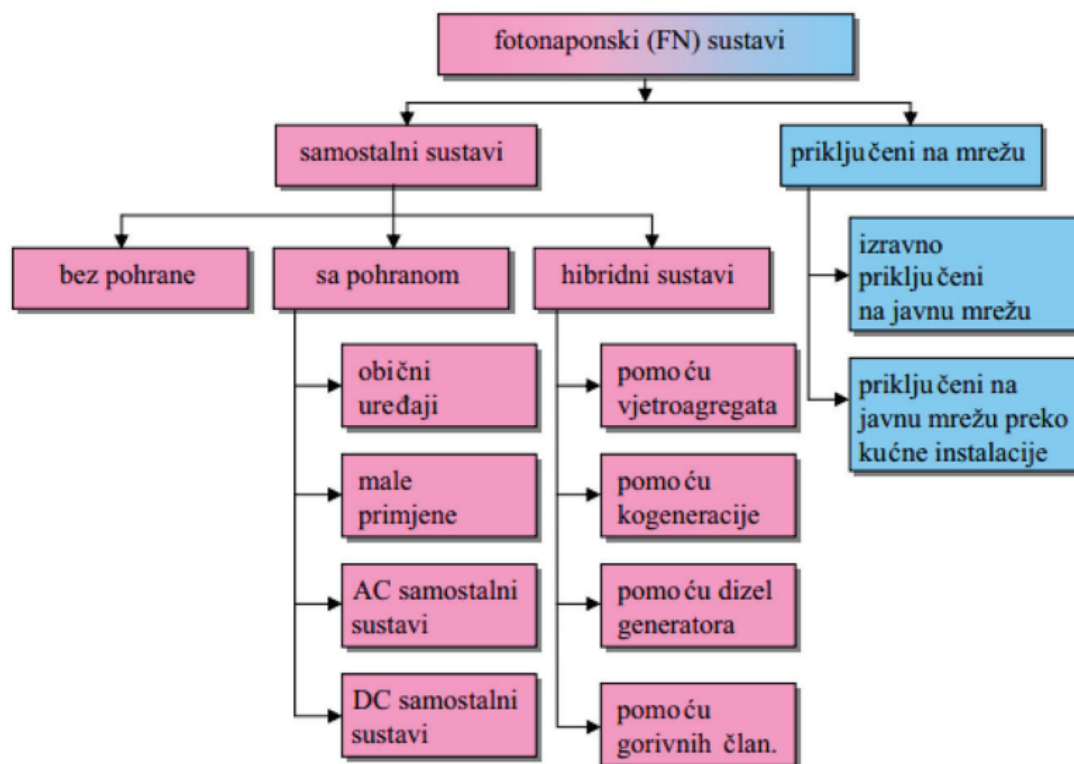 fotonaponski (FN) sustavi
samostalni sustavi
priključeni na mrežu
bez pohrane
sa pohranom
hibridni sustavi
izravno
priključeni
na javnu mrežu
obični
uređaji
pomoću
vjetroagregata
priključeni na
javnu mrežu preko
kućne instalacije
male
primjene
pomoću
kogeneracije
AC samostalni
sustavi
pomoću dizel
generatora
DC samostalni
sustavi
pomoću
gorivnih član.